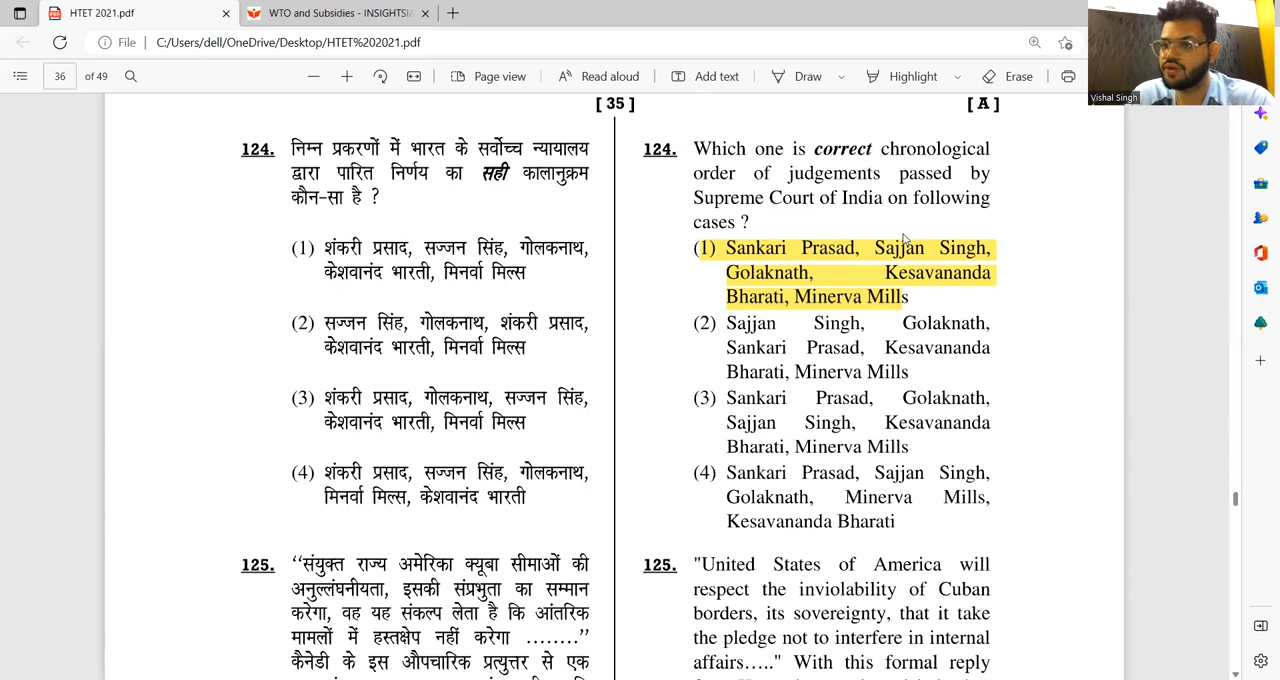 HTET 2021.pdf
WTO and Subsidies - INSIGHTSI
File
C:/Users/dell/OneDrive/Desktop/HTET%202021.pdf
36 of 49
Page view
Read aloud
Add text
Draw
Highlight
Erase
Vishal Singh
[ 35 ]
[ A ]
124. निम्न प्रकरणों में भारत के सर्वोच्च न्यायालय
द्वारा पारित निर्णय का सही कालानुक्रम
कौन-सा है ?
(1) शंकरी प्रसाद, सज्जन सिंह, गोलकनाथ,
केशवानंद भारती, मिनर्वा मिल्स
(2) सज्जन सिंह, गोलकनाथ, शंकरी प्रसाद,
केशवानंद भारती, मिनर्वा मिल्स
(3) शंकरी प्रसाद, गोलकनाथ, सज्जन सिंह,
केशवानंद भारती, मिनर्वा मिल्स
(4) शंकरी प्रसाद, सज्जन सिंह, गोलकनाथ,
मिनर्वा मिल्स, केशवानंद भारती
125. ‘‘संयुक्त राज्य अमेरिका क्यूबा सीमाओं की
अनुल्लंघनीयता, इसकी संप्रभुता का सम्मान
करेगा, वह यह संकल्प लेता है कि आंतरिक
मामलों में हस्तक्षेप नहीं करेगा ........’’
कैनेडी के इस औपचारिक प्रत्युत्तर से एक
124. Which one is correct chronological
order of judgements passed by
Supreme Court of India on following
cases ?
(1) Sankari Prasad, Sajjan Singh,
Golaknath, Kesavananda
Bharati, Minerva Mills
(2) Sajjan Singh, Golaknath,
Sankari Prasad, Kesavananda
Bharati, Minerva Mills
(3) Sankari Prasad, Golaknath,
Sajjan Singh, Kesavananda
Bharati, Minerva Mills
(4) Sankari Prasad, Sajjan Singh,
Golaknath, Minerva Mills,
Kesavananda Bharati
125. "United States of America will
respect the inviolability of Cuban
borders, its sovereignty, that it take
the pledge not to interfere in internal
affairs….." With this formal reply